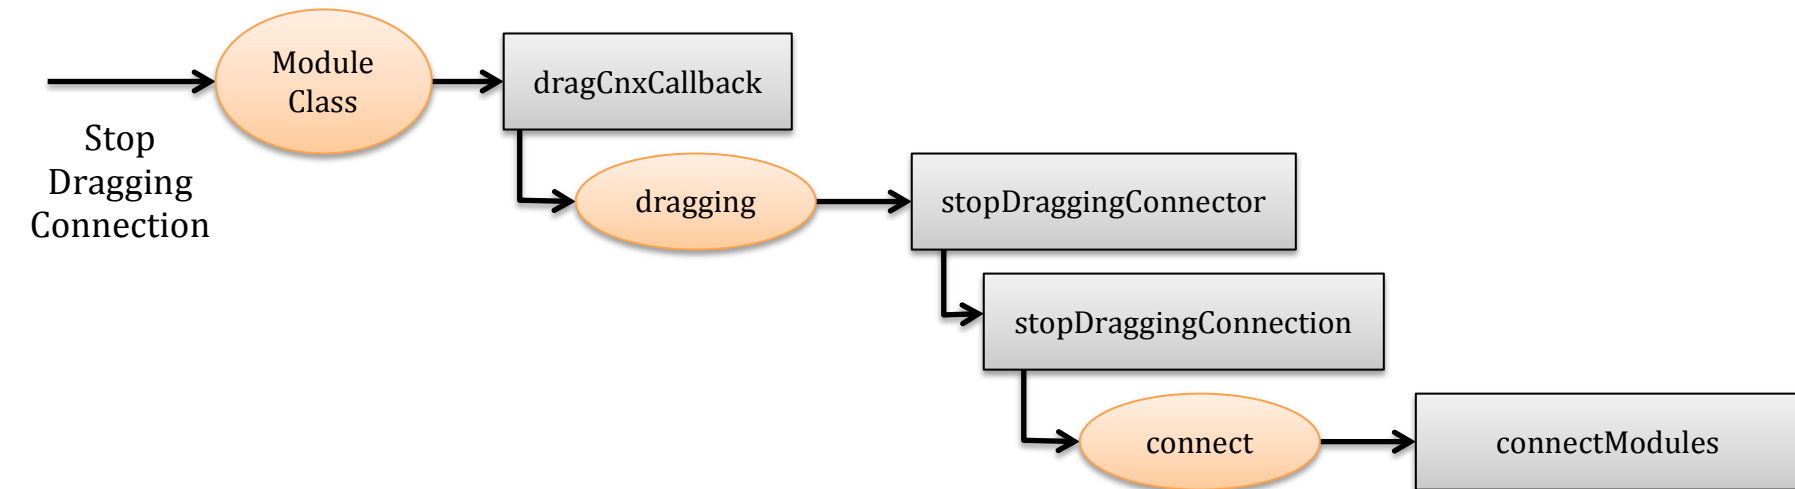 Module
Class
dragCnxCallback
Stop
Dragging
Connection
dragging
stopDraggingConnector
stopDraggingConnection
connect
connectModules